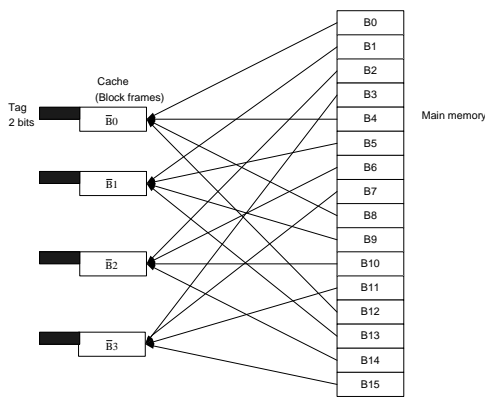 Cache
(Block frames)
Tag
2 bits
B̅0
B̅1
B̅2
B̅3
B0
B1
B2
B3
B4
B5
B6
B7
B8
B9
B10
B11
B12
B13
B14
B15
Main memory